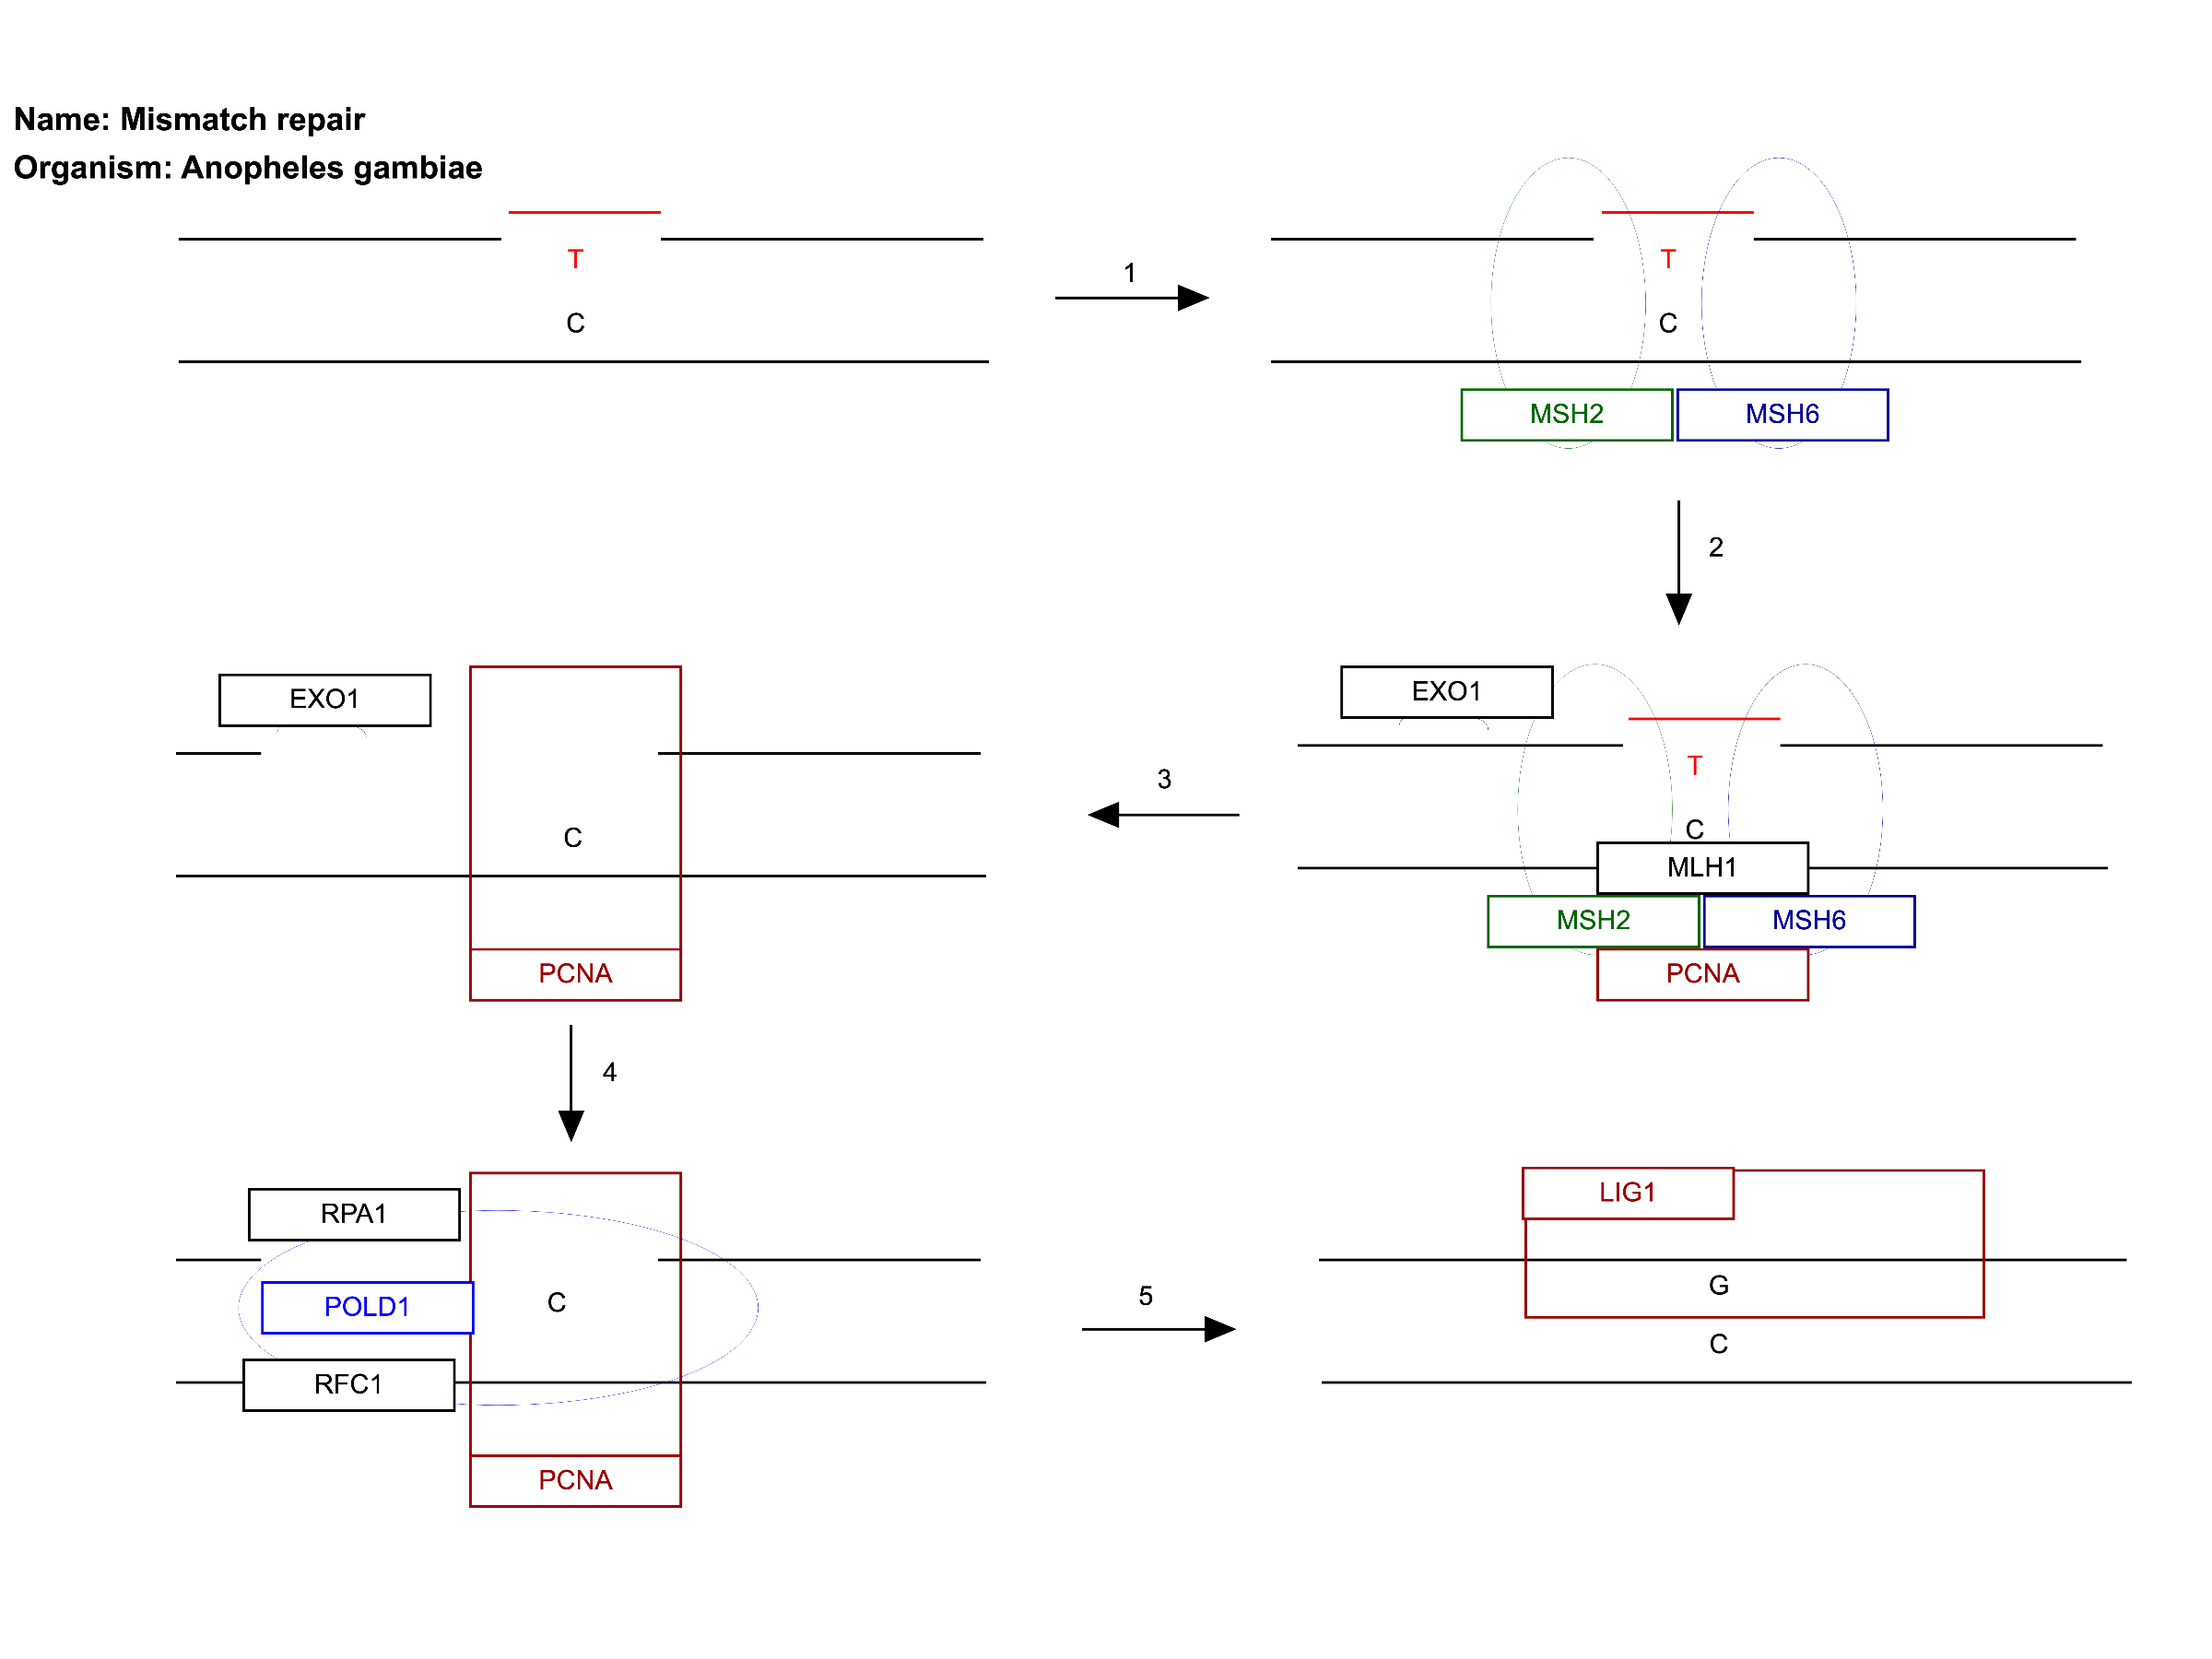 Name: Mismatch repair
Organism: Anopheles gambiae
T
C
1
T
C
MSH2
MSH6
2
EXO1
T
C
MLH1
MSH2
MSH6
PCNA
3
EXO1
C
PCNA
4
RPA1
POLD1
C
RFC1
PCNA
5
LIG1
G
C